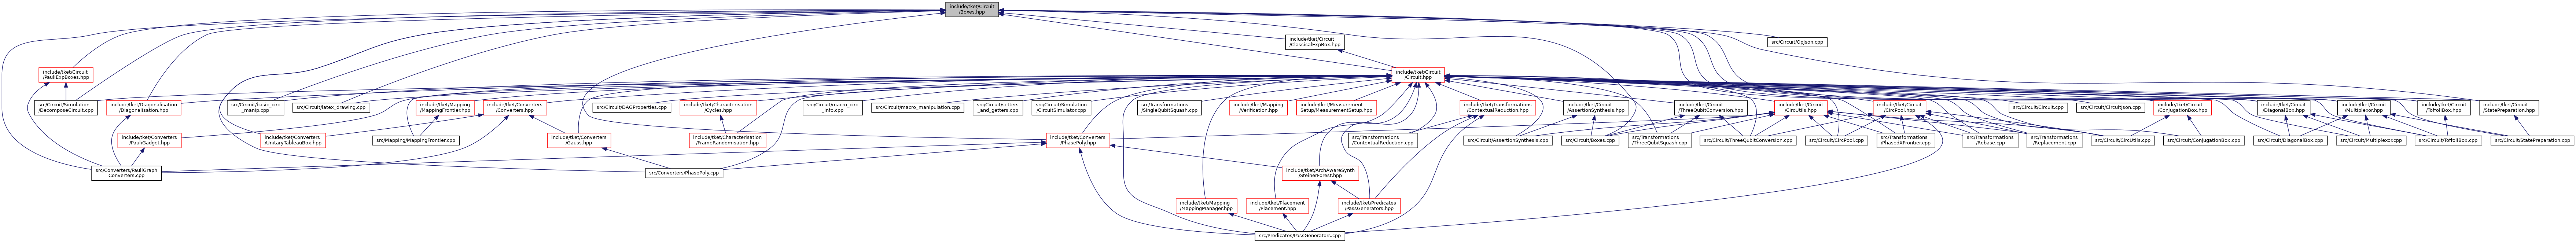 include/tket/Circuit
/Boxes.hpp
include/tket/Circuit
/ClassicalExpBox.hpp
src/Circuit/OpJson.cpp
include/tket/Circuit
/PauliExpBoxes.hpp
include/tket/Circuit
/Circuit.hpp
src/Circuit/Simulation
/DecomposeCircuit.cpp
include/tket/Diagonalisation
/Diagonalisation.hpp
src/Circuit/basic_circ
_manip.cpp
src/Circuit/latex_drawing.cpp
include/tket/Mapping
/MappingFrontier.hpp
include/tket/Converters
/Converters.hpp
src/Circuit/DAGProperties.cpp
include/tket/Characterisation
/Cycles.hpp
src/Circuit/macro_circ
_info.cpp
src/Circuit/macro_manipulation.cpp
src/Circuit/setters
_and_getters.cpp
src/Circuit/Simulation
/CircuitSimulator.cpp
src/Transformations
/SingleQubitSquash.cpp
include/tket/Mapping
/Verification.hpp
include/tket/Measurement
Setup/MeasurementSetup.hpp
include/tket/Transformations
/ContextualReduction.hpp
include/tket/Circuit
/AssertionSynthesis.hpp
include/tket/Circuit
/ThreeQubitConversion.hpp
include/tket/Circuit
/CircUtils.hpp
include/tket/Circuit
/CircPool.hpp
src/Circuit/Circuit.cpp
src/Circuit/CircuitJson.cpp
include/tket/Circuit
/ConjugationBox.hpp
include/tket/Circuit
/DiagonalBox.hpp
include/tket/Circuit
/Multiplexor.hpp
include/tket/Circuit
/ToffoliBox.hpp
include/tket/Circuit
/StatePreparation.hpp
include/tket/Converters
/PauliGadget.hpp
include/tket/Converters
/UnitaryTableauBox.hpp
src/Mapping/MappingFrontier.cpp
include/tket/Converters
/Gauss.hpp
include/tket/Characterisation
/FrameRandomisation.hpp
include/tket/Converters
/PhasePoly.hpp
src/Transformations
/ContextualReduction.cpp
src/Circuit/AssertionSynthesis.cpp
src/Circuit/Boxes.cpp
src/Transformations
/ThreeQubitSquash.cpp
src/Circuit/ThreeQubitConversion.cpp
src/Circuit/CircPool.cpp
src/Transformations
/PhasedXFrontier.cpp
src/Transformations
/Rebase.cpp
src/Transformations
/Replacement.cpp
src/Circuit/CircUtils.cpp
src/Circuit/ConjugationBox.cpp
src/Circuit/DiagonalBox.cpp
src/Circuit/Multiplexor.cpp
src/Circuit/ToffoliBox.cpp
src/Circuit/StatePreparation.cpp
src/Converters/PauliGraph
Converters.cpp
src/Converters/PhasePoly.cpp
include/tket/ArchAwareSynth
/SteinerForest.hpp
include/tket/Mapping
/MappingManager.hpp
include/tket/Placement
/Placement.hpp
include/tket/Predicates
/PassGenerators.hpp
src/Predicates/PassGenerators.cpp